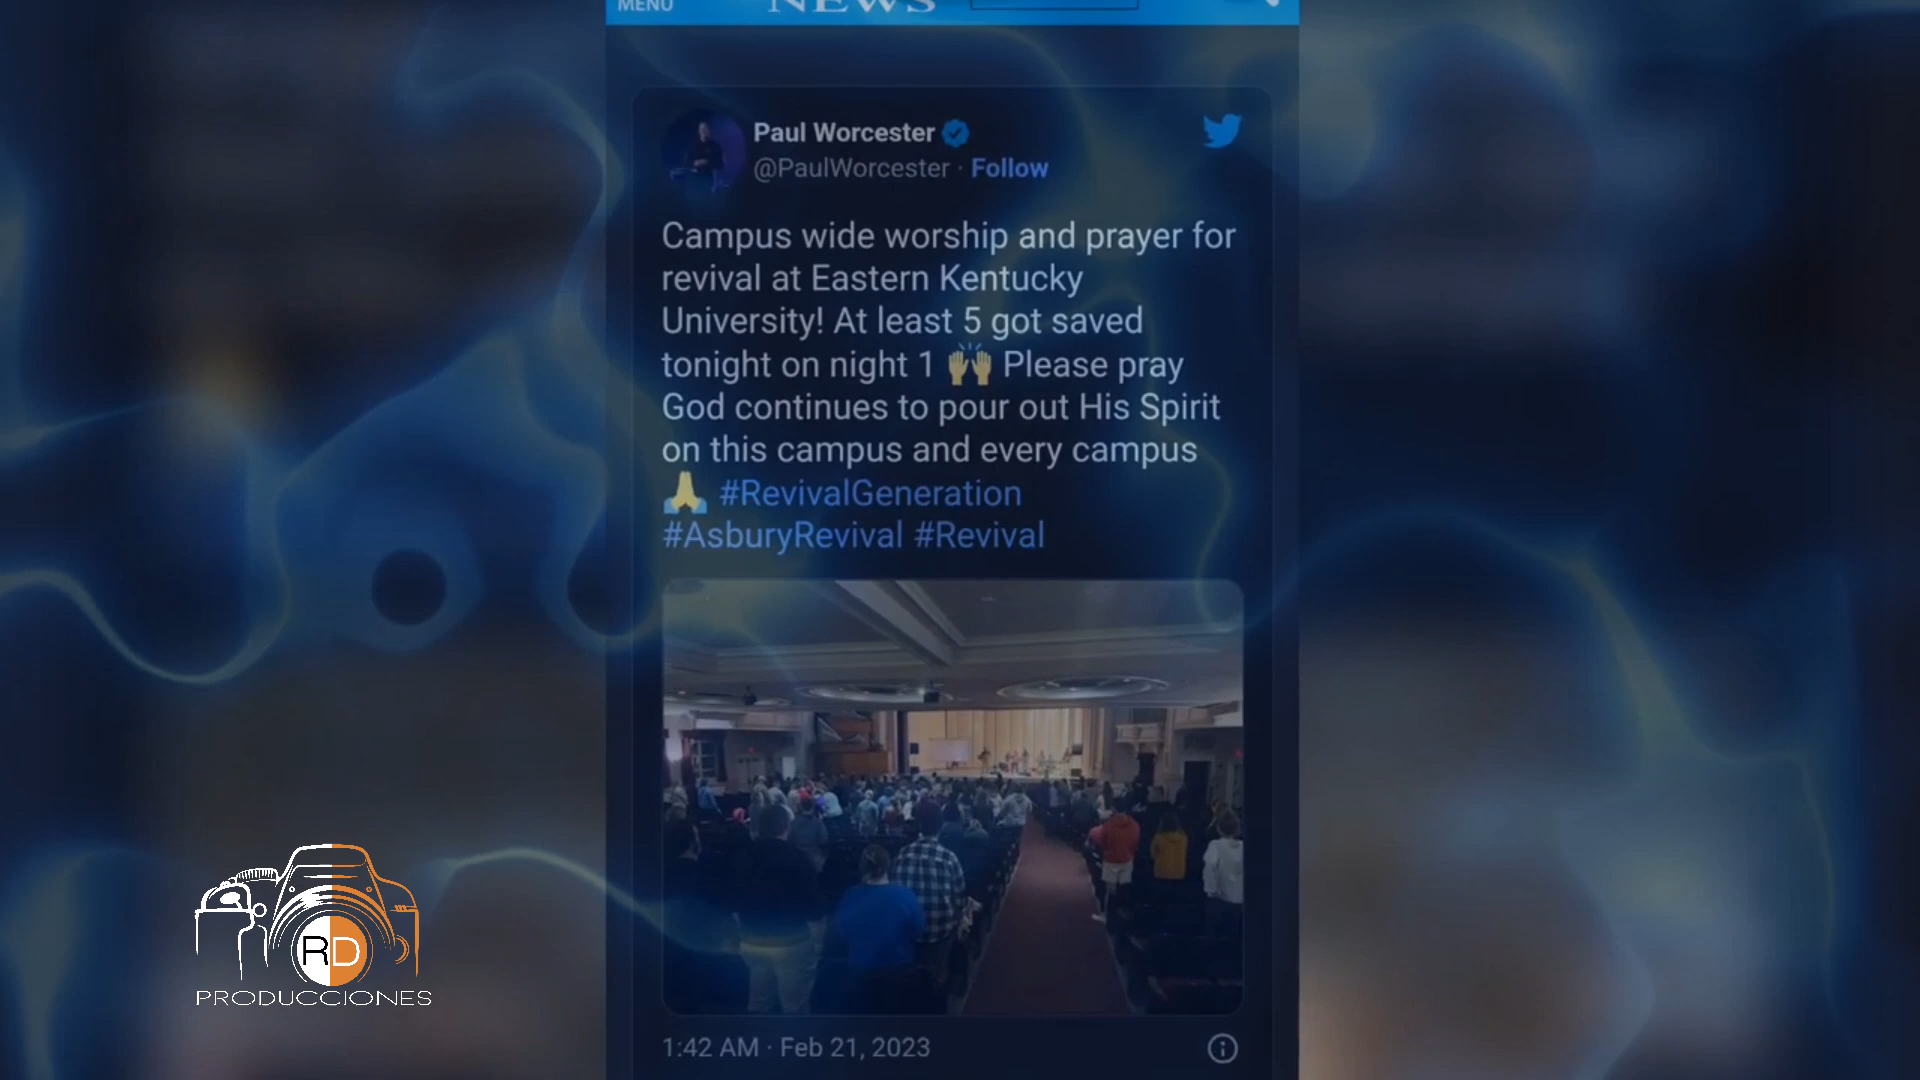 MENU
NEWS
Paul Worcester
@PaulWorcester · Follow
Campus wide worship and prayer for
revival at Eastern Kentucky
University! At least 5 got saved
tonight on night 1 🙌 Please pray
God continues to pour out His Spirit
on this campus and every campus
🙏 #RevivalGeneration
#AsburyRevival #Revival
1:42 AM · Feb 21, 2023
RD
PRODUCCIONES